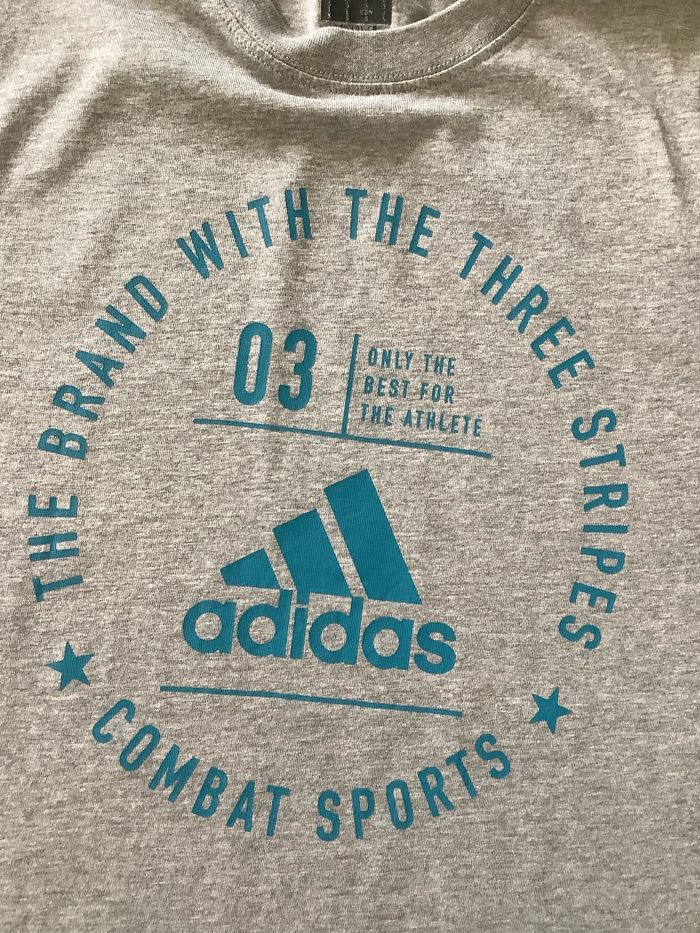 THE BRAND WITH THE THREE STRIPES
03
ONLY THE
BEST FOR
THE ATHLETE
adidas
COMBAT SPORTS